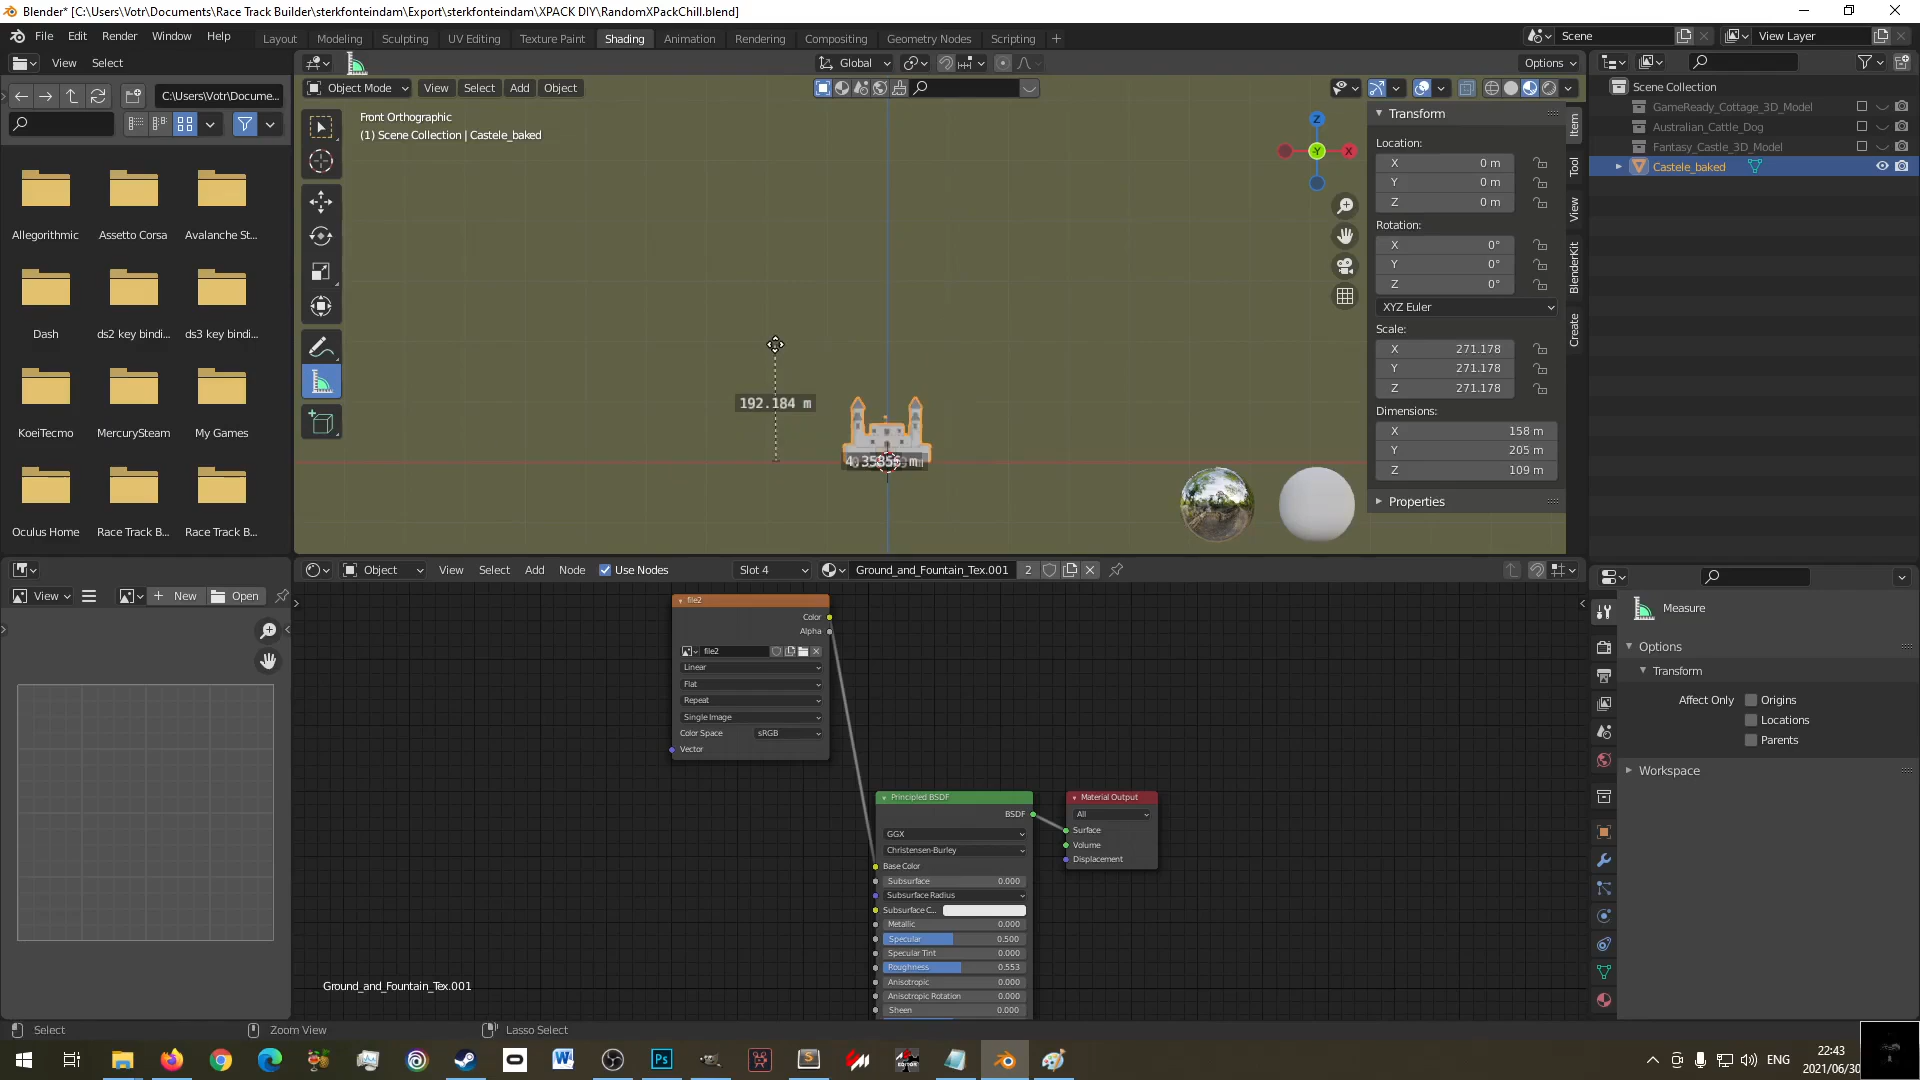 Blender* [C:\Users\Votr\Documents\Race Track Builder\sterkfonteindam\Export\sterkfonteindam\XPACK DIY\RandomXPackChill.blend]
File Edit Render Window Help
Layout Modeling Sculpting UV Editing Texture Paint Shading Animation Rendering Compositing Geometry Nodes Scripting
Scene
View Layer
View Select
Global
Options
C:\Users\Votr\Docume...
Object Mode View Select Add Object
Scene Collection
GameReady_Cottage_3D_Model
Australian_Cattle_Dog
Fantasy_Castle_3D_Model
Castele_baked
Front Orthographic
(1) Scene Collection | Castele_baked
Z
X
-Y
Transform
Location:
X 0 m
Y 0 m
Z 0 m
Rotation:
X 0°
Y 0°
Z 0°
XYZ Euler
Scale:
X 271.178
Y 271.178
Z 271.178
Dimensions:
X 158 m
Y 205 m
Z 109 m
Properties
Item
Tool
View
BlenderKit
Create
Allegorithmic Assetto Corsa Avalanche St...
Dash ds2 key bindi... ds3 key bindi...
KoeiTecmo MercurySteam My Games
Oculus Home Race Track B... Race Track B...
192.184 m
View New Open
Object View Select Add Node Use Nodes Slot 4 Ground_and_Fountain_Tex.001 2
file2
Color
Alpha
file2
Linear
Flat
Repeat
Single Image
Color Space sRGB
Vector
Principled BSDF
BSDF
GGX
Christensen-Burley
Base Color
Subsurface 0.000
Subsurface Radius
Subsurface C...
Metallic 0.000
Specular 0.500
Specular Tint 0.000
Roughness 0.553
Anisotropic 0.000
Anisotropic Rotation 0.000
Sheen 0.000
Material Output
All
Surface
Volume
Displacement
Ground_and_Fountain_Tex.001
Measure
Options
Transform
Affect Only Origins
Locations
Parents
Workspace
Select Zoom View Lasso Select
ENG
22:43
2021/06/30